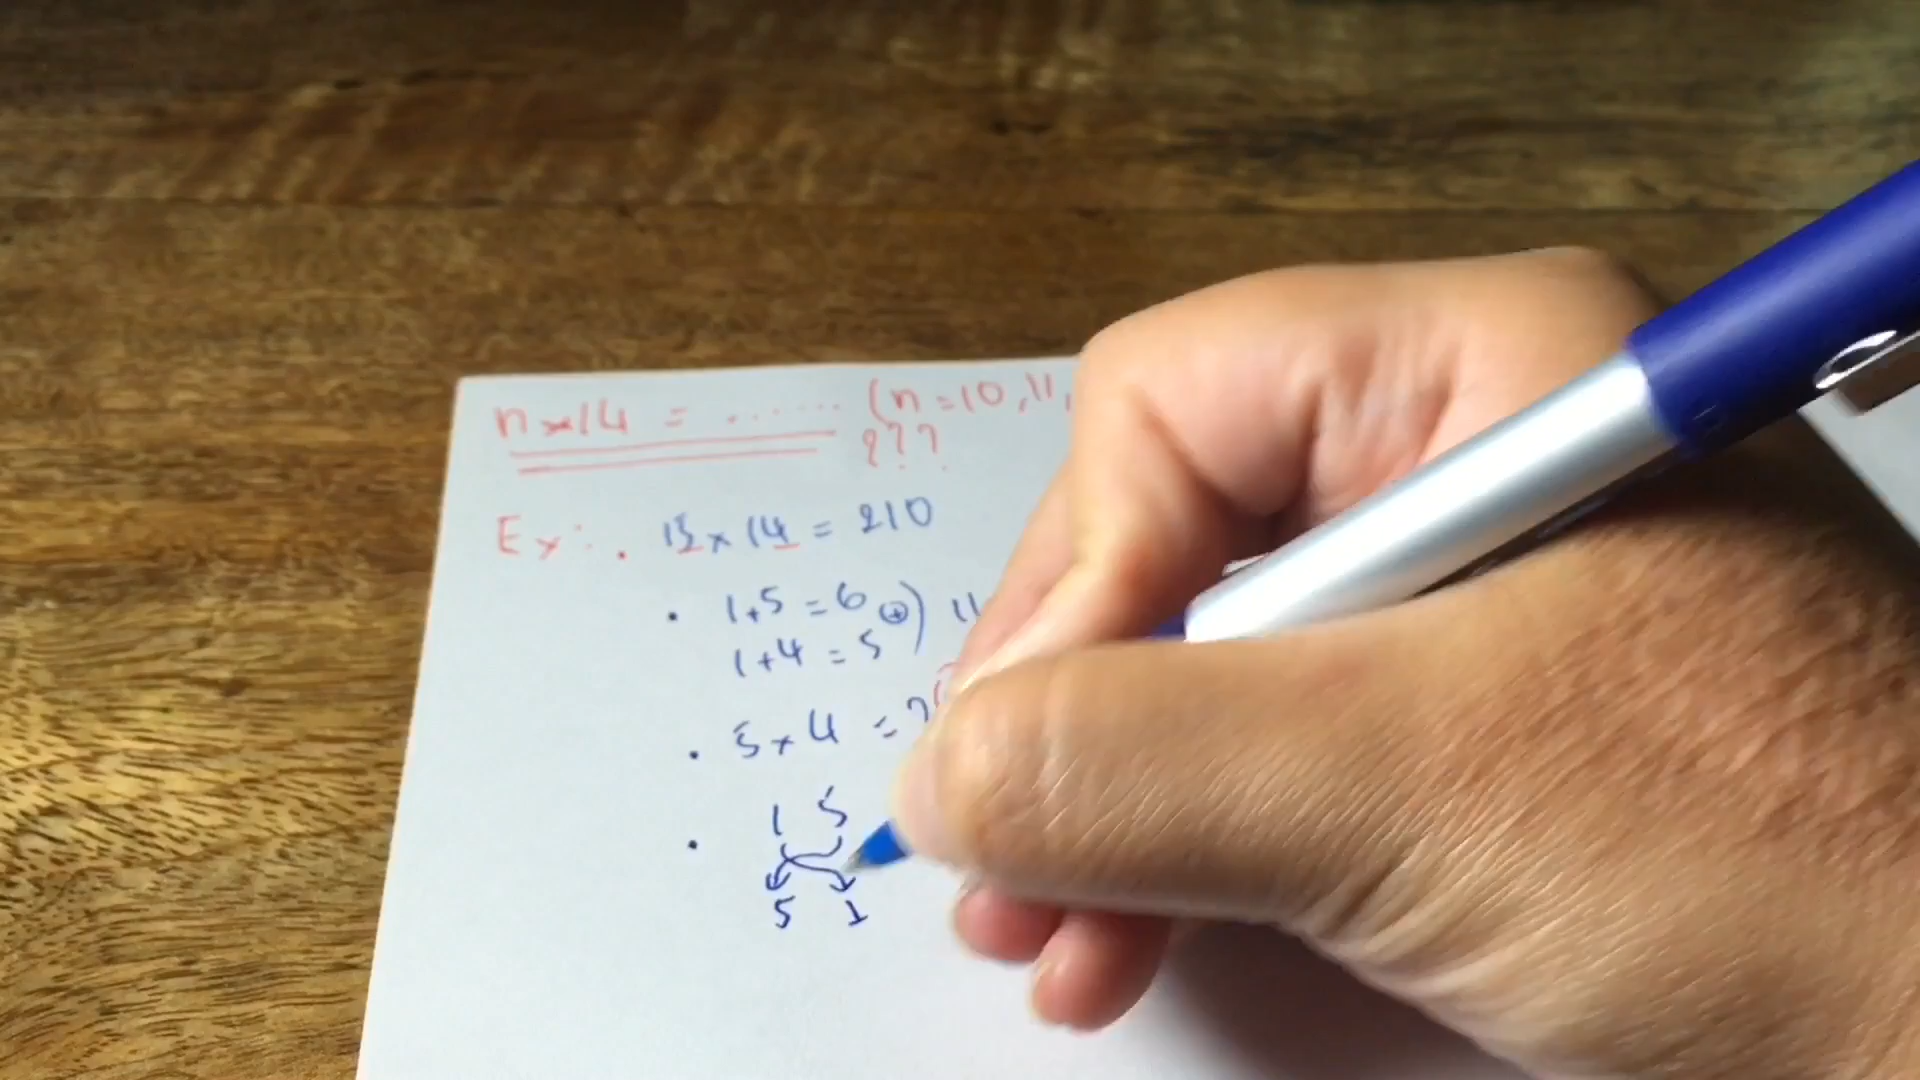 n x 14 = ....... (n = 10, 11,
???
Ex: . 15 x 14 = 210
. 1+5 = 6 (+) ) 11
1+4 = 5
. 5 x 4 = 2
1 5
.
5 1